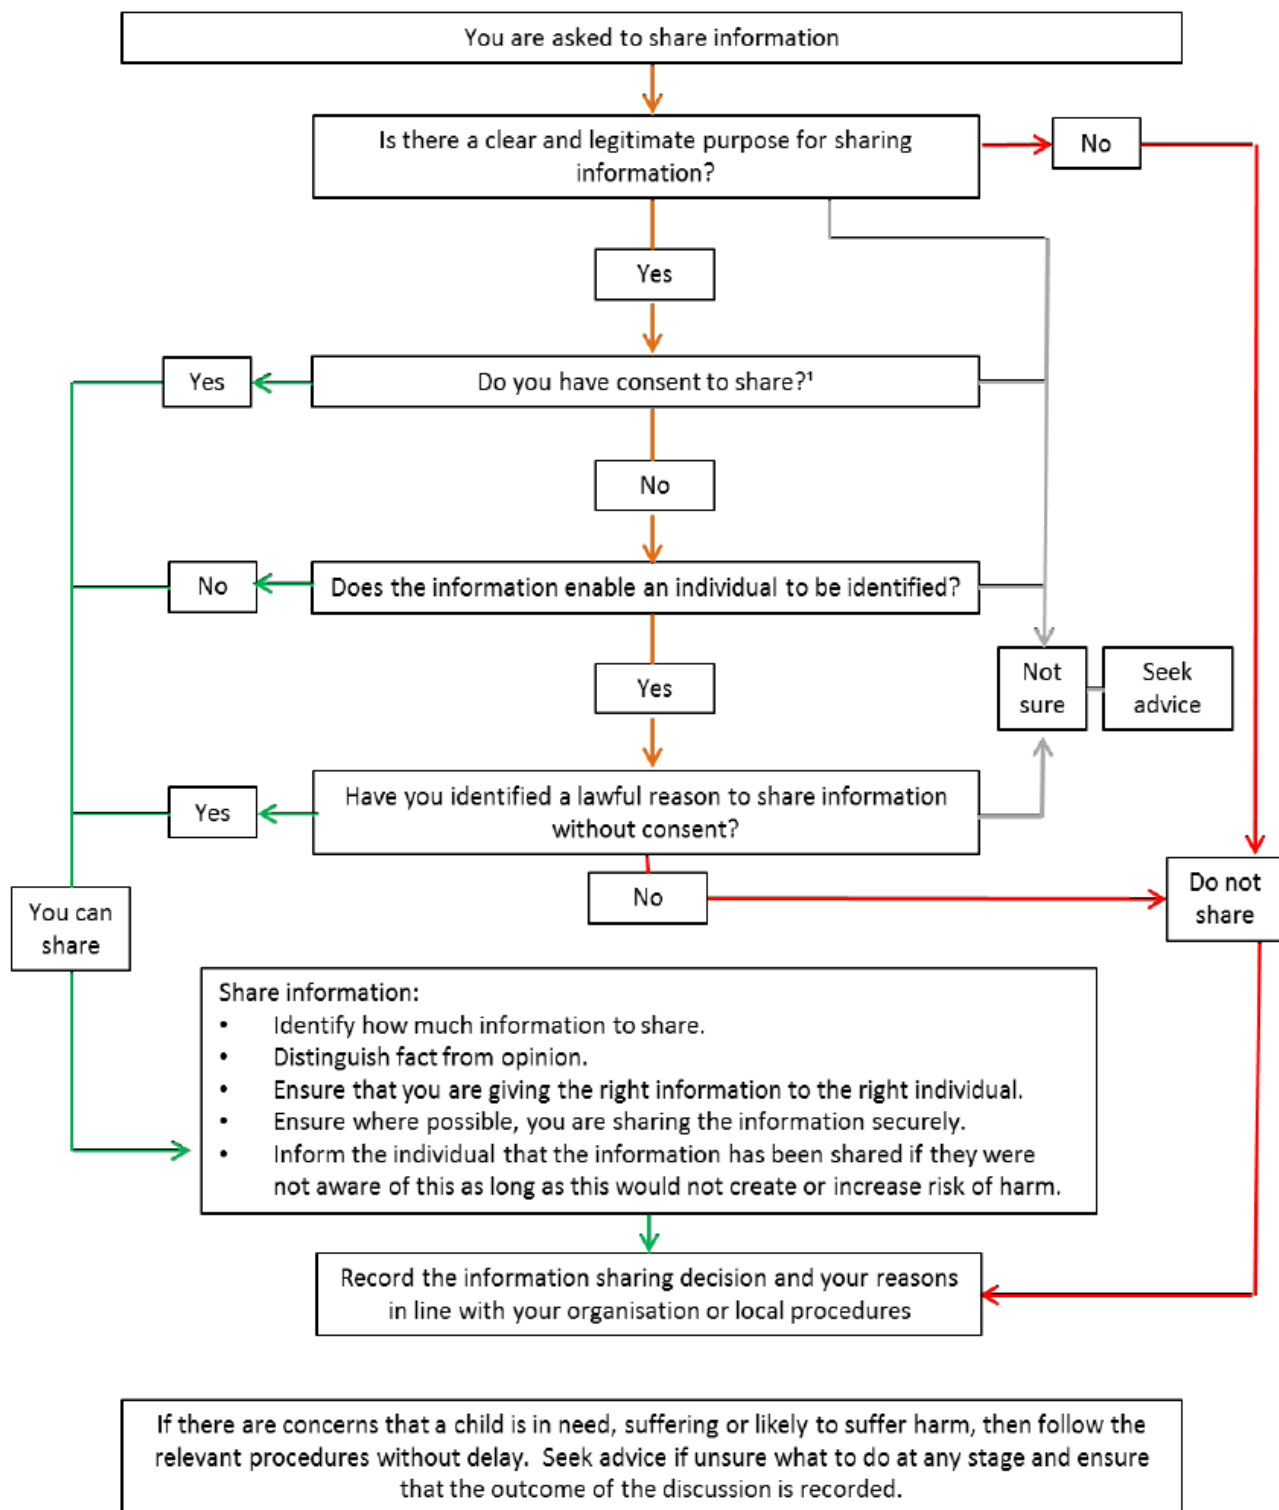 You are asked to share information
Is there a clear and legitimate purpose for sharing
information?
No
Yes
Yes
Do you have consent to share?¹
No
No
Does the information enable an individual to be identified?
Yes
Not
sure
Seek
advice
Yes
Have you identified a lawful reason to share information
without consent?
No
Do not
share
You can
share
Share information:
• Identify how much information to share.
• Distinguish fact from opinion.
• Ensure that you are giving the right information to the right individual.
• Ensure where possible, you are sharing the information securely.
• Inform the individual that the information has been shared if they were
not aware of this as long as this would not create or increase risk of harm.
Record the information sharing decision and your reasons
in line with your organisation or local procedures
If there are concerns that a child is in need, suffering or likely to suffer harm, then follow the
relevant procedures without delay.  Seek advice if unsure what to do at any stage and ensure
that the outcome of the discussion is recorded.